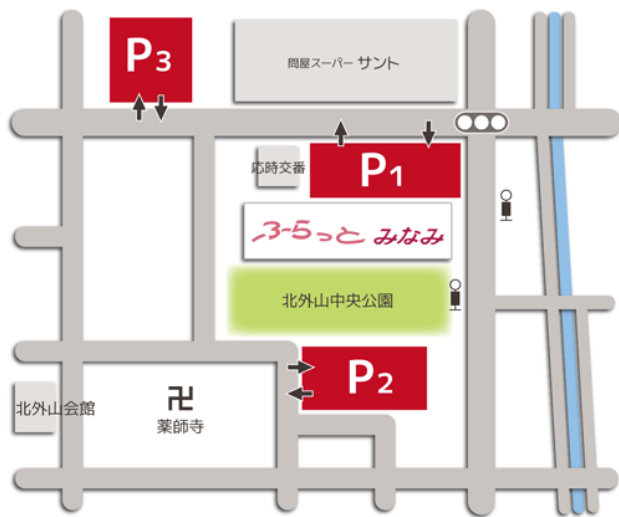 P3
問屋スーパー サント
応時交番
P1
ふらっと みなみ
北外山中央公園
P2
北外山会館
卍
薬師寺